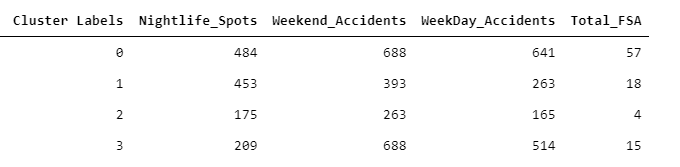 Cluster Labels Nightlife_Spots Weekend_Accidents WeekDay_Accidents Total_FSA
0 484 688 641 57
1 453 393 263 18
2 175 263 165 4
3 209 688 514 15